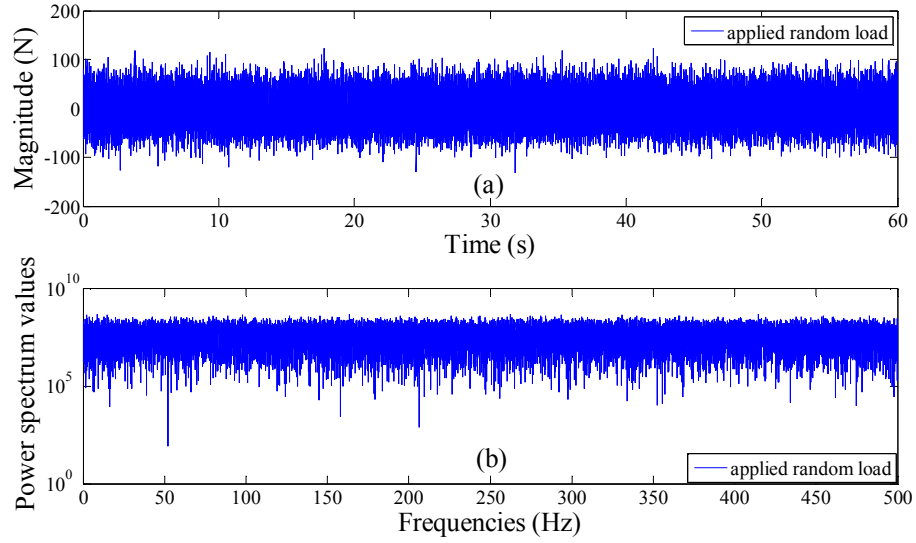 applied random load
Magnitude (N)
200
100
0
-100
-200
(a)
0 10 20 30 40 50 60
Time (s)
Power spectrum values
10^10
10^5
10^0
(b)
applied random load
0 50 100 150 200 250 300 350 400 450 500
Frequencies (Hz)